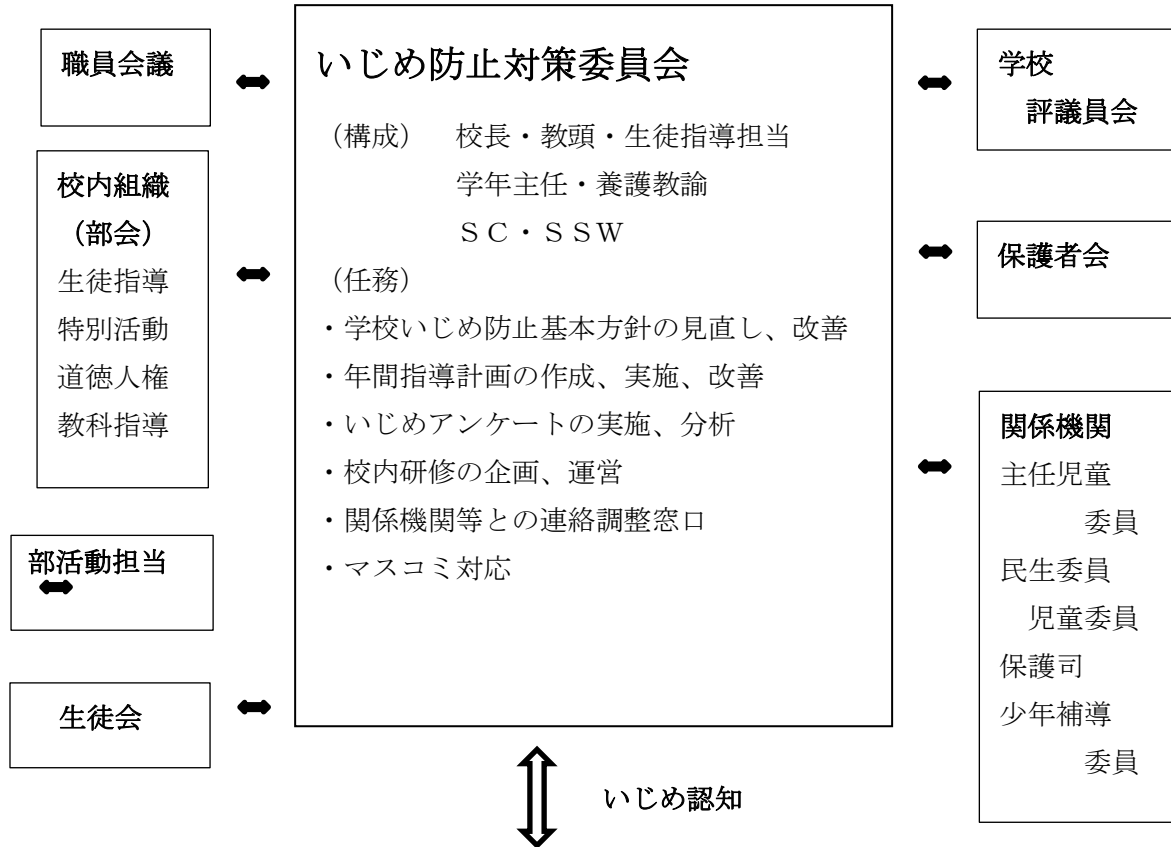 職員会議
校内組織
（部会）
生徒指導
特別活動
道徳人権
教科指導
部活動担当
生徒会
いじめ防止対策委員会
（構成）　校長・教頭・生徒指導担当
学年主任・養護教諭
ＳＣ・ＳＳＷ
（任務）
・学校いじめ防止基本方針の見直し、改善
・年間指導計画の作成、実施、改善
・いじめアンケートの実施、分析
・校内研修の企画、運営
・関係機関等との連絡調整窓口
・マスコミ対応
学校
評議員会
保護者会
関係機関
主任児童
委員
民生委員
児童委員
保護司
少年補導
委員
いじめ認知